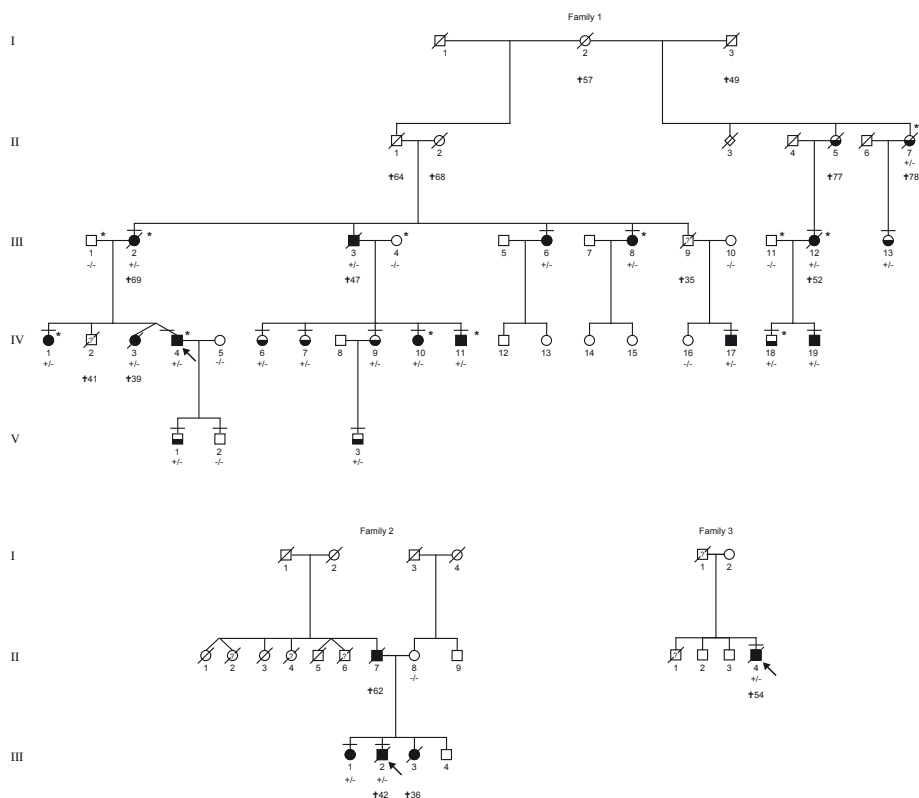 Family 1
I
1 2 3
✝57 ✝49
II * 
1 2 3 4 5 6 7
+/-
✝64 ✝68 ✝77 ✝78
III * * * * * *
1 2 3 4 5 6 7 8 ? 9 10 11 12 13
-/- +/- +/- -/- +/- +/- -/- -/- +/- +/-
✝69 ✝47 ✝35 ✝52
IV * ? * * * *
1 2 3 4 5 6 7 8 9 10 11 12 13 14 15 16 17 18 19
+/- +/- +/- -/- +/- +/- +/- +/- +/- -/- +/- +/- +/-
✝41 ✝39
V
1 2 3
+/- -/- +/-
Family 2 Family 3
I ?
1 2 3 4 1 2
II ? ? ? ?
1 2 3 4 5 6 7 8 9 1 2 3 4
-/- +/-
✝62 ✝54
III
1 2 3 4
+/- +/-
✝42 ✝36